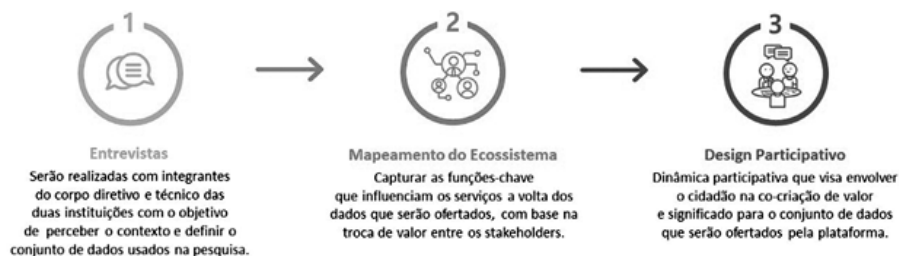 1
Entrevistas
Serão realizadas com integrantes
do corpo diretivo e técnico das
duas instituições com o objetivo
de perceber o contexto e definir o
conjunto de dados usados na pesquisa.
2
Mapeamento do Ecossistema
Capturar as funções-chave
que influenciam os serviços a volta dos
dados que serão ofertados, com base na
troca de valor entre os stakeholders.
3
Design Participativo
Dinâmica participativa que visa envolver
o cidadão na co-criação de valor
e significado para o conjunto de dados
que serão ofertados pela plataforma.